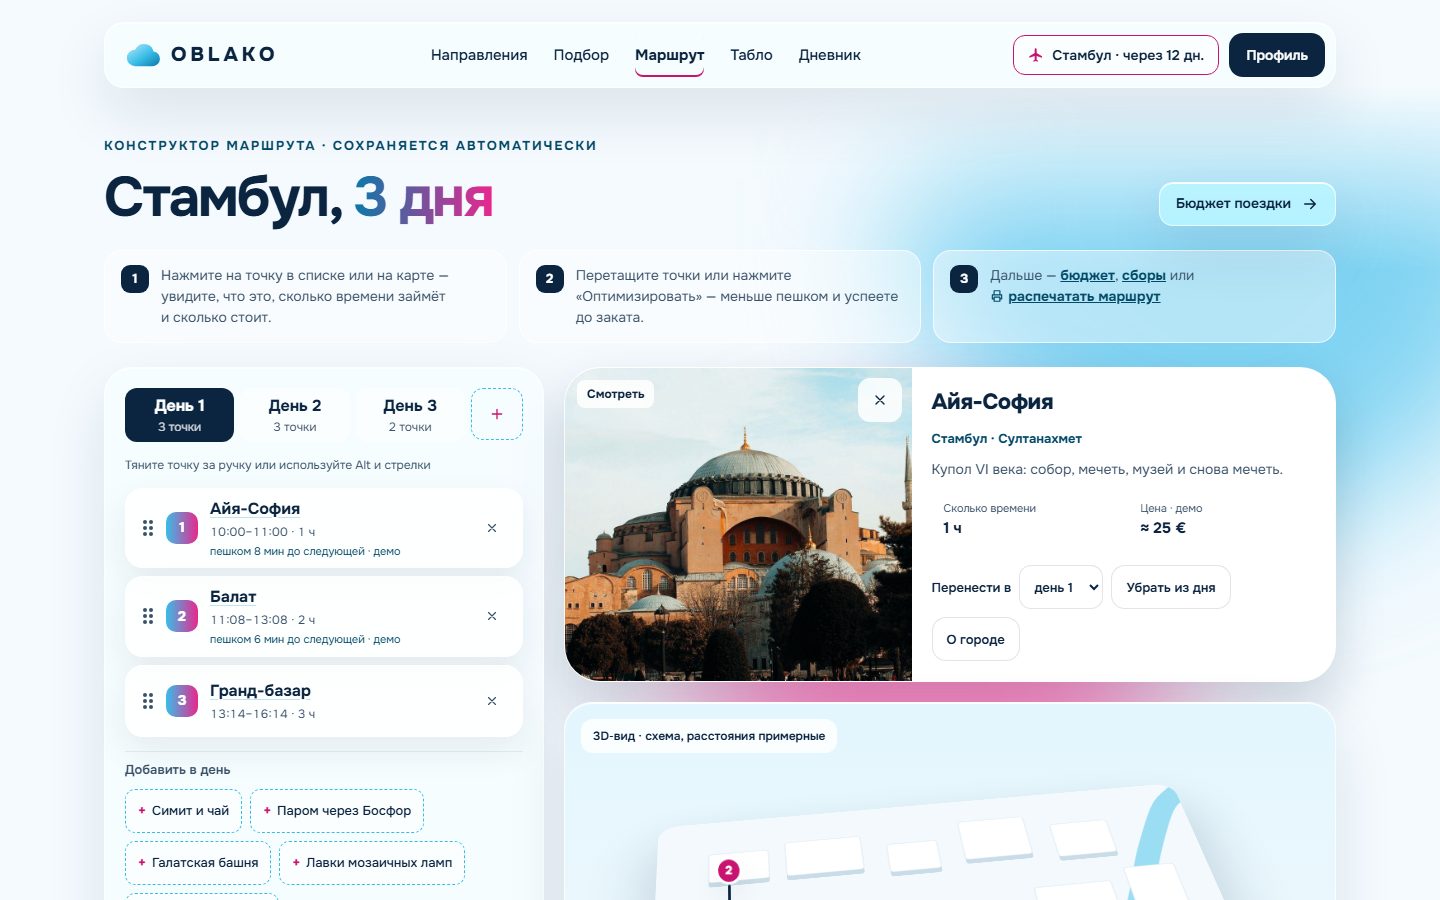 OBLAKO
Направления
Подбор
Маршрут
Табло
Дневник
Стамбул · через 12 дн.
Профиль
КОНСТРУКТОР МАРШРУТА · СОХРАНЯЕТСЯ АВТОМАТИЧЕСКИ
Стамбул, 3 дня
Бюджет поездки →
1
Нажмите на точку в списке или на карте —
увидите, что это, сколько времени займёт
и сколько стоит.
2
Перетащите точки или нажмите
«Оптимизировать» — меньше пешком и успеете
до заката.
3
Дальше — бюджет, сборы или
распечатать маршрут
День 1
3 точки
День 2
3 точки
День 3
2 точки
+
Тяните точку за ручку или используйте Alt и стрелки
1
Айя-София
10:00–11:00 · 1 ч
пешком 8 мин до следующей · демо
×
2
Балат
11:08–13:08 · 2 ч
пешком 6 мин до следующей · демо
×
3
Гранд-базар
13:14–16:14 · 3 ч
×
Добавить в день
+ Симит и чай
+ Паром через Босфор
+ Галатская башня
+ Лавки мозаичных ламп
Смотреть
×
Айя-София
Стамбул · Султанахмет
Купол VI века: собор, мечеть, музей и снова мечеть.
Сколько времени
1 ч
Цена · демо
≈ 25 €
Перенести в
день 1
Убрать из дня
О городе
3D-вид · схема, расстояния примерные
2